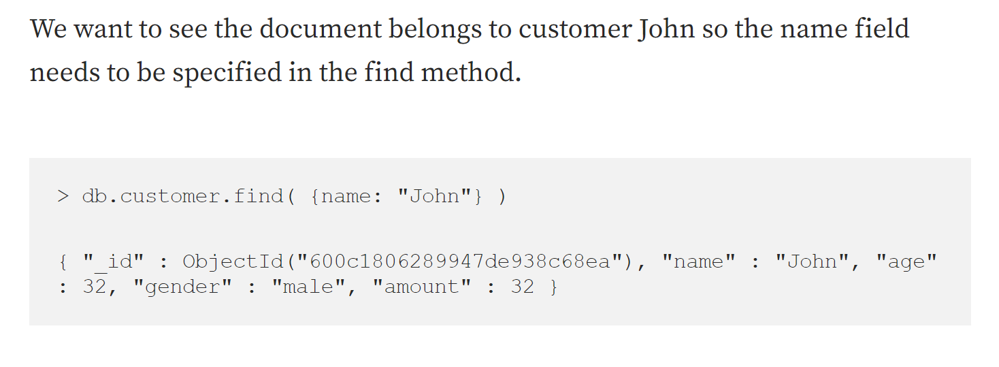 We want to see the document belongs to customer John so the name field
needs to be specified in the find method.
> db.customer.find( {name: "John"} )
{ "_id" : ObjectId("600c1806289947de938c68ea"), "name" : "John", "age"
: 32, "gender" : "male", "amount" : 32 }